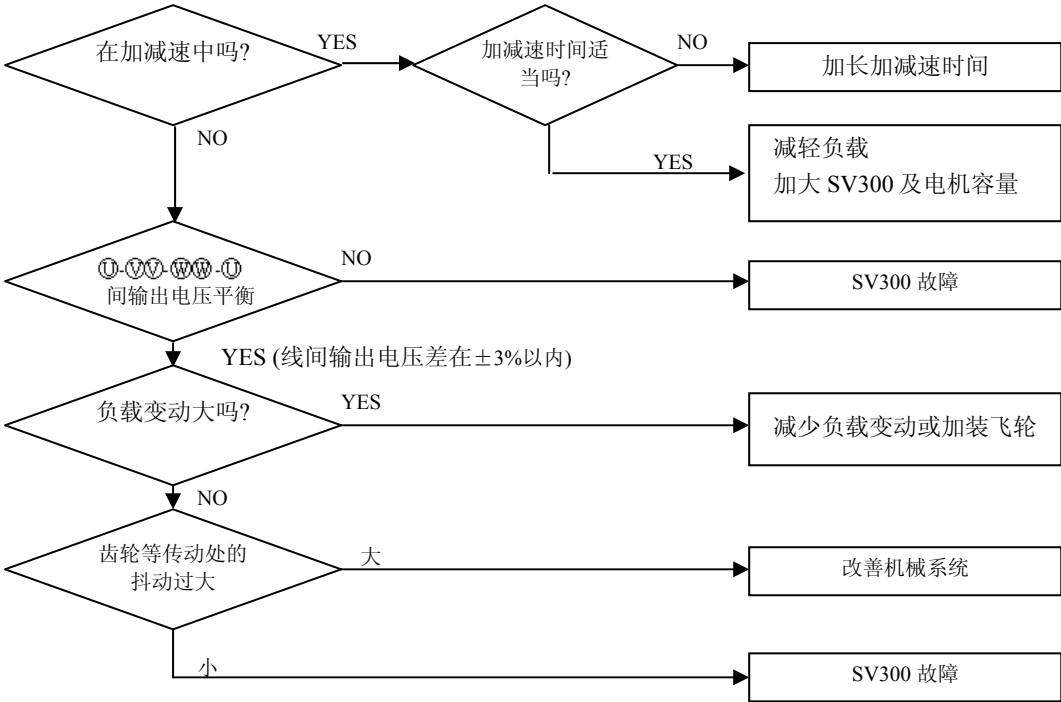 在加减速中吗?
YES
加减速时间适
当吗?
NO
加长加减速时间
NO
YES
减轻负载
加大 SV300 及电机容量
Ⓤ-ⓋⓋ-ⓌⓌ-Ⓤ
间输出电压平衡
NO
SV300 故障
YES (线间输出电压差在±3%以内)
负载变动大吗?
YES
减少负载变动或加装飞轮
NO
齿轮等传动处的
抖动过大
大
改善机械系统
小
SV300 故障